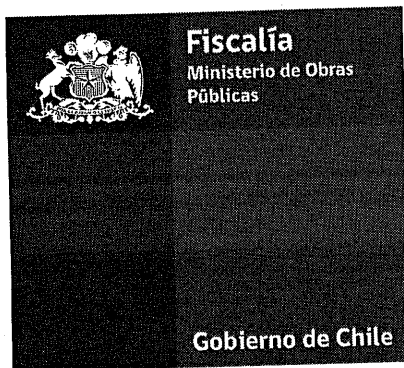 Fiscalía
Ministerio de Obras
Públicas
Gobierno de Chile